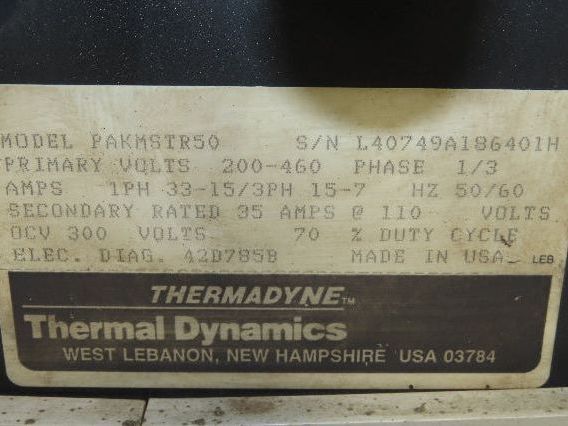 MODEL PAKMSTR50 S/N L40749A186401H
PRIMARY VOLTS 200-460 PHASE 1/3
AMPS 1PH 33-15/3PH 15-7 HZ 50/60
SECONDARY RATED 35 AMPS @ 110 VOLTS
OCV 300 VOLTS 70 % DUTY CYCLE
ELEC. DIAG. 42D785B MADE IN USA LEB
THERMADYNE™
Thermal Dynamics
WEST LEBANON, NEW HAMPSHIRE USA 03784